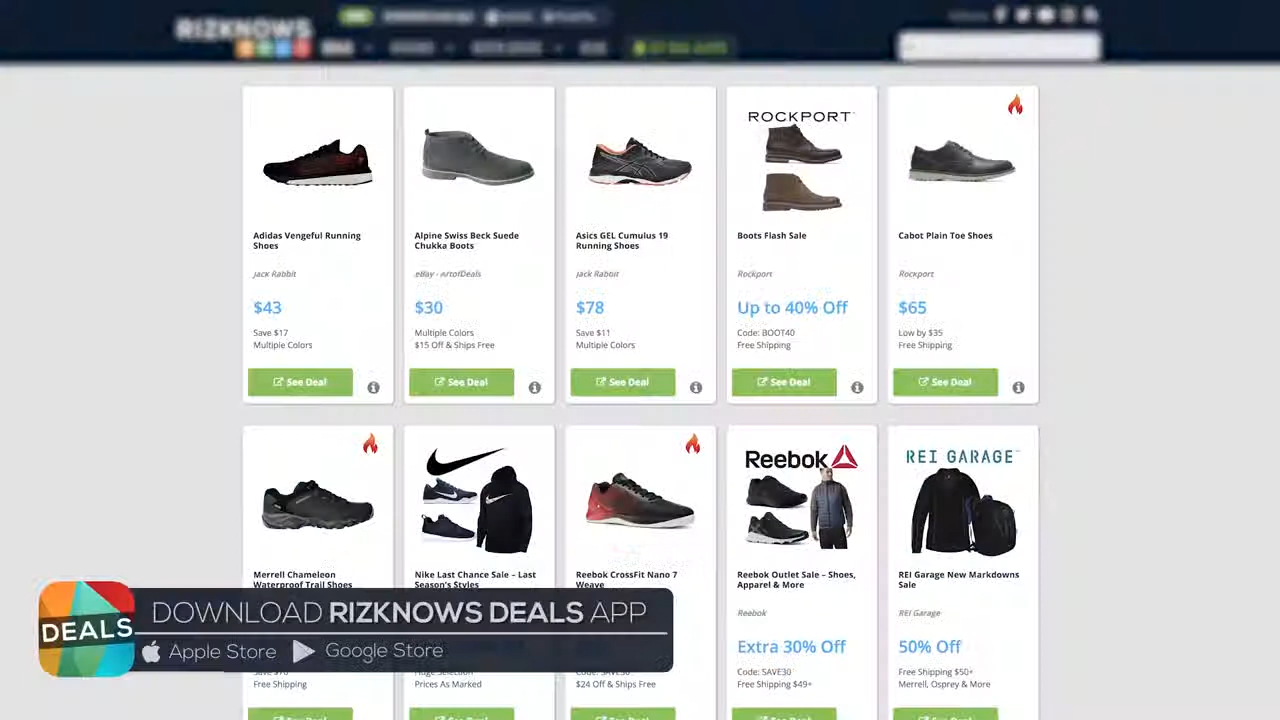 RIZKNOWS
ROCKPORT
Adidas Vengeful Running
Shoes
Jack Rabbit
$43
Save $17
Multiple Colors
See Deal
Alpine Swiss Beck Suede
Chukka Boots
eBay - ArtofDeals
$30
Multiple Colors
$15 Off & Ships Free
See Deal
Asics GEL Cumulus 19
Running Shoes
Jack Rabbit
$78
Save $11
Multiple Colors
See Deal
Boots Flash Sale
Rockport
Up to 40% Off
Code: BOOT40
Free Shipping
See Deal
Cabot Plain Toe Shoes
Rockport
$65
Low by $35
Free Shipping
See Deal
Merrell Chameleon
Waterproof Trail Shoes
Free Shipping
Nike Last Chance Sale – Last
Season's Styles
Huge Selection
Prices As Marked
Reebok CrossFit Nano 7
Weave
Code: SAVE30
$24 Off & Ships Free
Reebok
Reebok Outlet Sale – Shoes,
Apparel & More
Reebok
Extra 30% Off
Code: SAVE30
Free Shipping $49+
REI GARAGE
REI Garage New Markdowns
Sale
REI Garage
50% Off
Free Shipping $50+
Merrell, Osprey & More
DEALS
DOWNLOAD RIZKNOWS DEALS APP
Apple Store
Google Store